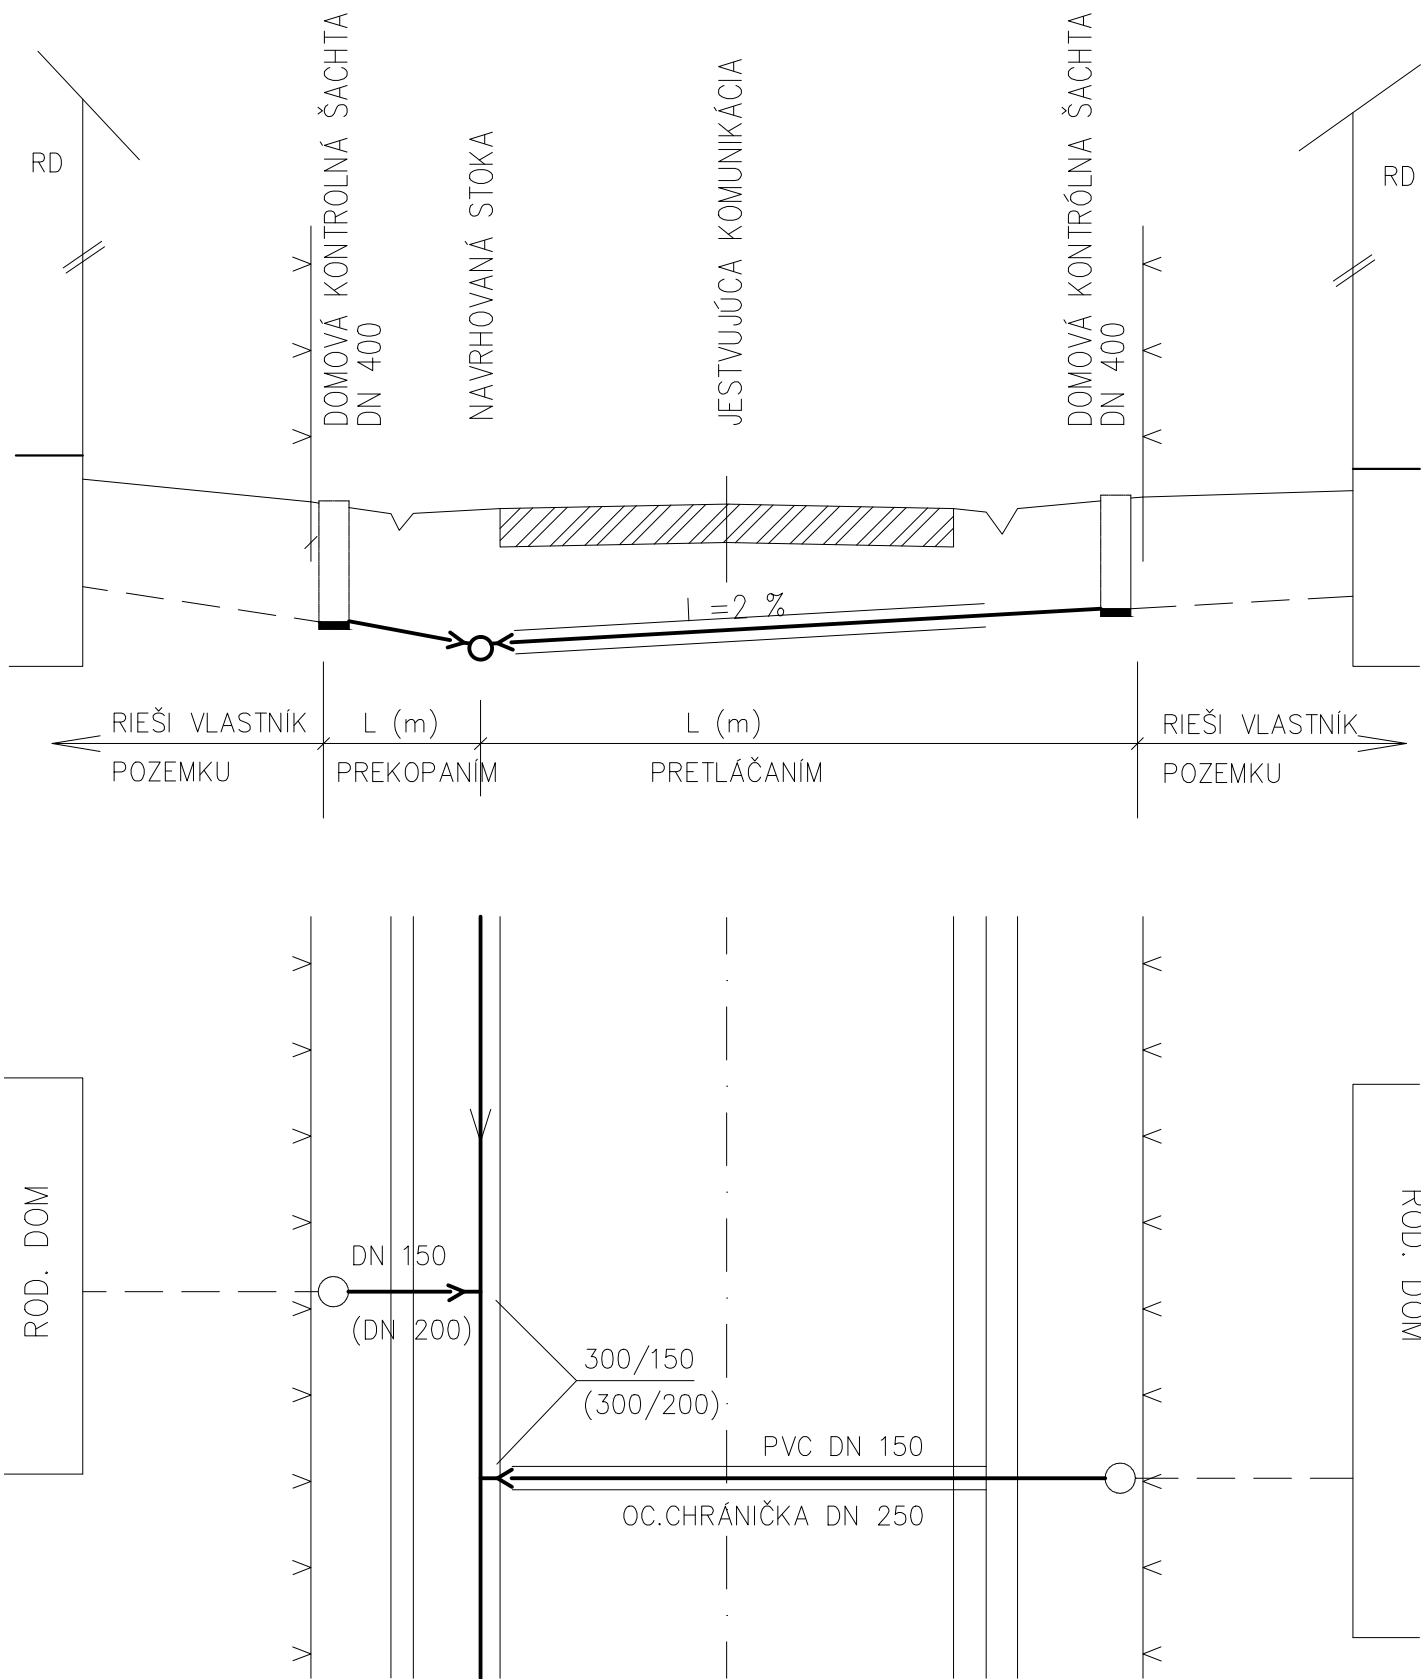 DOMOVÁ KONTROLNÁ ŠACHTA
DN 400
NAVRHOVANÁ STOKA
JESTVUJÚCA KOMUNIKÁCIA
DOMOVÁ KONTRÓLNA ŠACHTA
DN 400
RD
RD
I =2 %
RIEŠI VLASTNÍK
POZEMKU
L (m)
PREKOPANÍM
L (m)
PRETLÁČANÍM
RIEŠI VLASTNÍK
POZEMKU
ROD. DOM
DN 150
(DN 200)
300/150
(300/200)
PVC DN 150
OC.CHRÁNIČKA DN 250
ROD. DOM